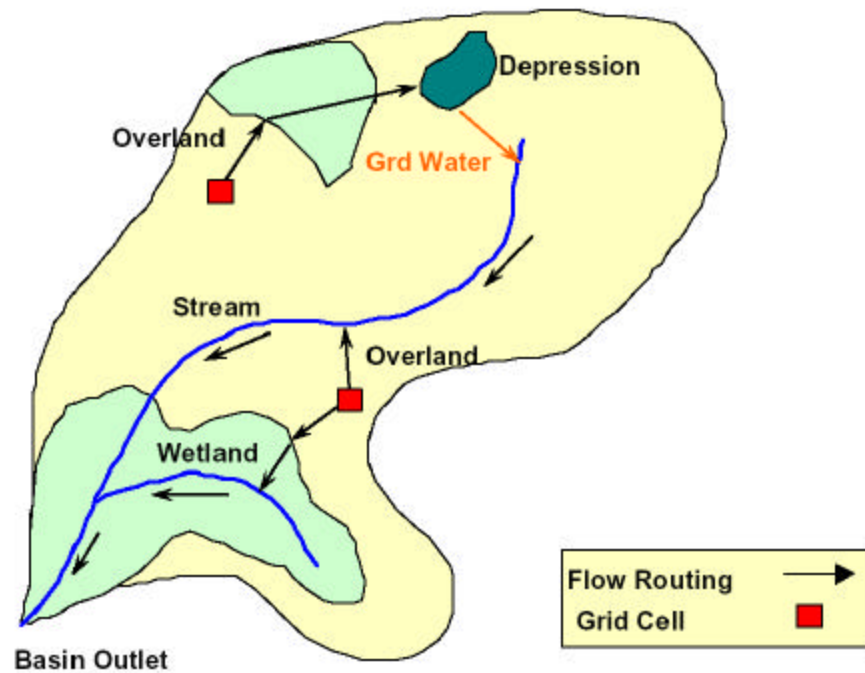 Depression
Overland
Grd Water
Stream
Overland
Wetland
Flow Routing
Grid Cell
Basin Outlet